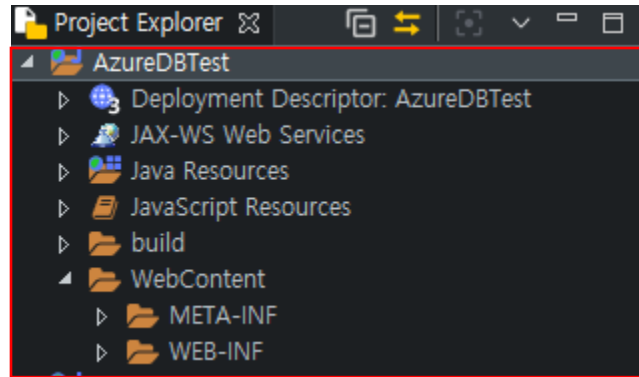 Project Explorer
AzureDBTest
3 Deployment Descriptor: AzureDBTest
JAX-WS Web Services
Java Resources
JavaScript Resources
build
WebContent
META-INF
WEB-INF